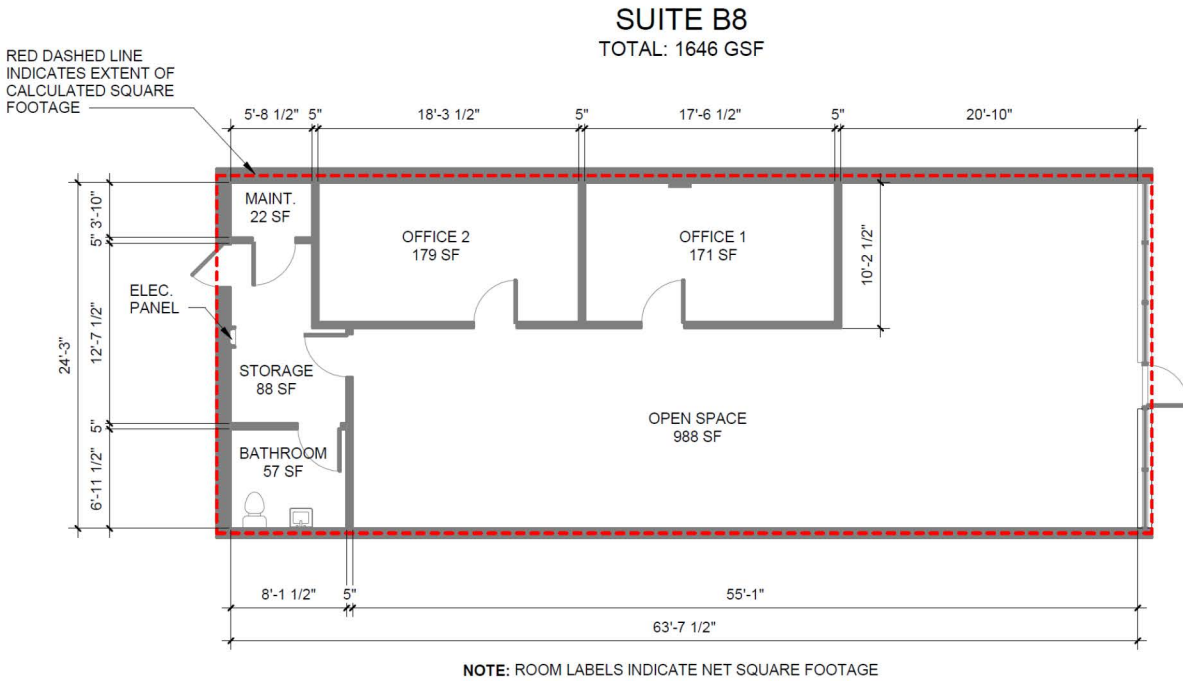 SUITE B8
TOTAL: 1646 GSF
RED DASHED LINE
INDICATES EXTENT OF
CALCULATED SQUARE
FOOTAGE
5'-8 1/2" 5" 18'-3 1/2" 5" 17'-6 1/2" 5" 20'-10"
MAINT.
22 SF
OFFICE 2
179 SF
OFFICE 1
171 SF
10'-2 1/2"
3'-10"
5"
12'-7 1/2"
5"
6'-11 1/2"
24'-3"
ELEC.
PANEL
STORAGE
88 SF
OPEN SPACE
988 SF
BATHROOM
57 SF
8'-1 1/2" 5" 55'-1"
63'-7 1/2"
NOTE: ROOM LABELS INDICATE NET SQUARE FOOTAGE